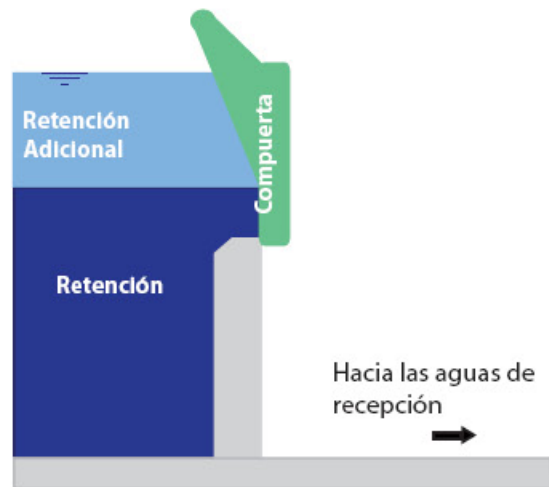 Retención
Adicional
Compuerta
Retención
Hacia las aguas de
recepción